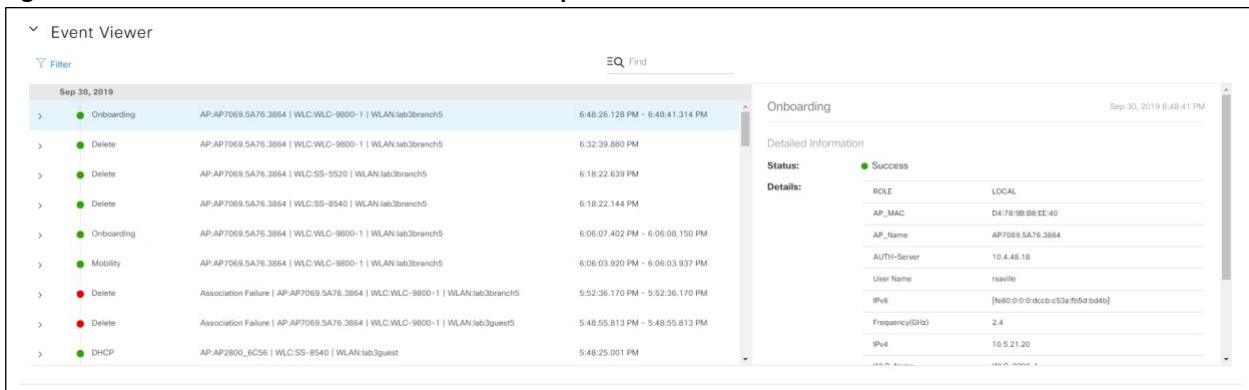 Event Viewer
Filter
Find
Sep 30, 2019
Onboarding AP:AP7069.5A76.3864 | WLC:WLC-9800-1 | WLAN:lab3branch5 6:48:26.128 PM - 6:48:41.314 PM
Delete AP:AP7069.5A76.3864 | WLC:WLC-9800-1 | WLAN:lab3branch5 6:32:39.880 PM
Delete AP:AP7069.5A76.3864 | WLC:SS-5520 | WLAN:lab3branch5 6:18:22.639 PM
Delete AP:AP7069.5A76.3864 | WLC:SS-8540 | WLAN:lab3branch5 6:18:22.144 PM
Onboarding AP:AP7069.5A76.3864 | WLC:WLC-9800-1 | WLAN:lab3branch5 6:06:07.402 PM - 6:06:08.150 PM
Mobility AP:AP7069.5A76.3864 | WLC:WLC-9800-1 | WLAN:lab3branch5 6:06:03.920 PM - 6:06:03.937 PM
Delete Association Failure | AP:AP7069.5A76.3864 | WLC:WLC-9800-1 | WLAN:lab3branch5 5:52:36.170 PM - 5:52:36.170 PM
Delete Association Failure | AP:AP7069.5A76.3864 | WLC:WLC-9800-1 | WLAN:lab3guest5 5:48:55.813 PM - 5:48:55.813 PM
DHCP AP:AP2800_6C56 | WLC:SS-8540 | WLAN:lab3guest 5:48:25.001 PM
Onboarding Sep 30, 2019 6:48:41 PM
Detailed Information
Status: Success
Details:
ROLE LOCAL
AP_MAC D4:78:9B:B8:EE:40
AP_Name AP7069.5A76.3864
AUTH-Server 10.4.48.18
User Name rsaville
IPv6 [fe80:0:0:0:dccb:c53a:fb5d:bd4b]
Frequency(GHz) 2.4
IPv4 10.5.21.20